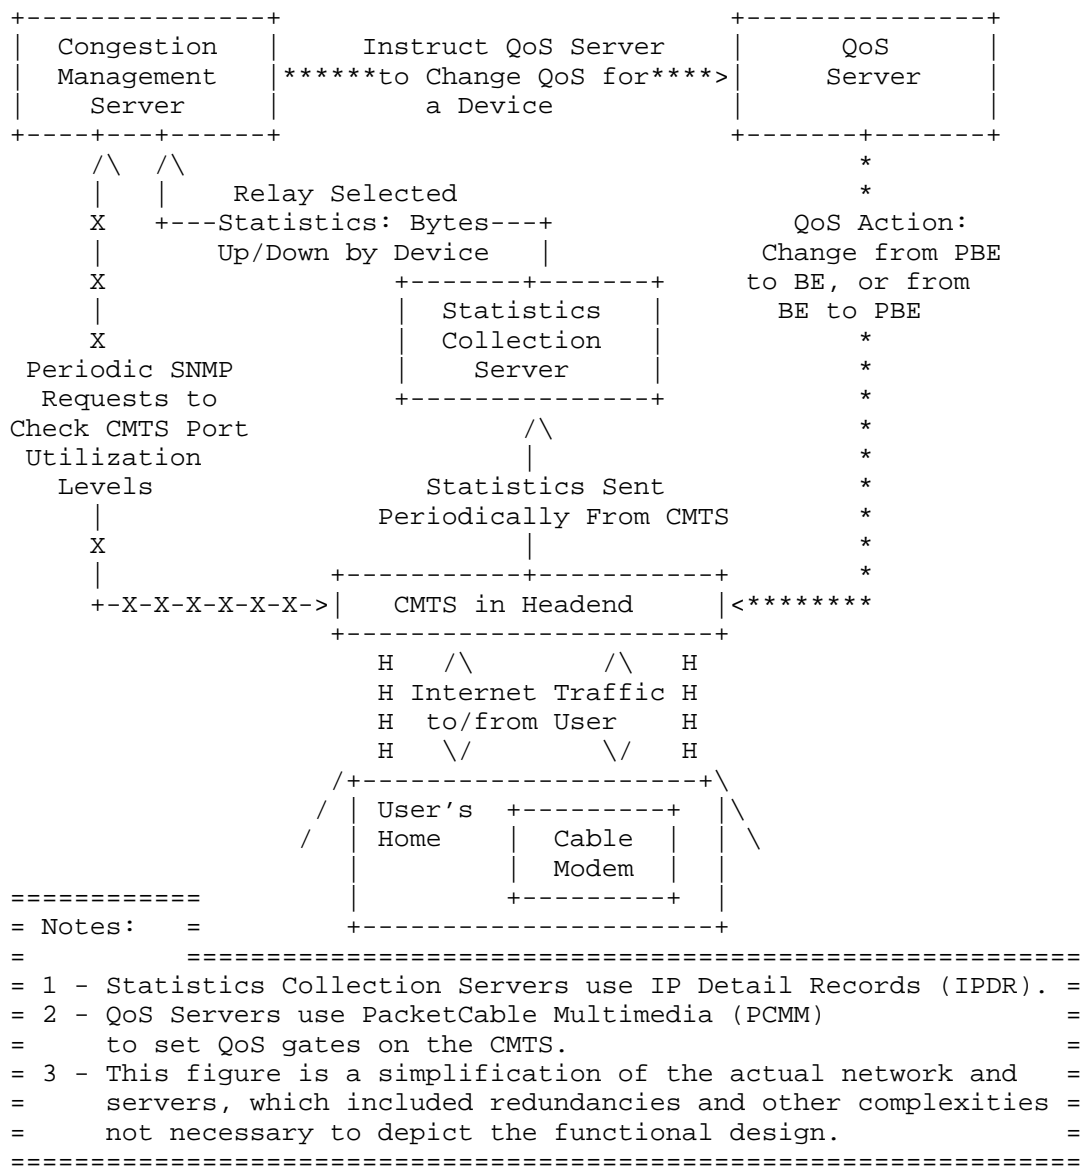 Congestion Instruct QoS Server QoS
Management ******to Change QoS for****> Server
Server a Device
Relay Selected
Statistics: Bytes QoS Action:
Up/Down by Device Change from PBE
to BE, or from
Statistics BE to PBE
Collection
Periodic SNMP Server
Requests to
Check CMTS Port
Utilization
Levels Statistics Sent
Periodically From CMTS
+-X-X-X-X-X-X-> CMTS in Headend <********
H H
H Internet Traffic H
H to/from User H
H H
User’s
Home Cable
Modem
= Notes: =
= 1 - Statistics Collection Servers use IP Detail Records (IPDR). =
= 2 - QoS Servers use PacketCable Multimedia (PCMM) =
= to set QoS gates on the CMTS. =
= 3 - This figure is a simplification of the actual network and =
= servers, which included redundancies and other complexities =
= not necessary to depict the functional design. =